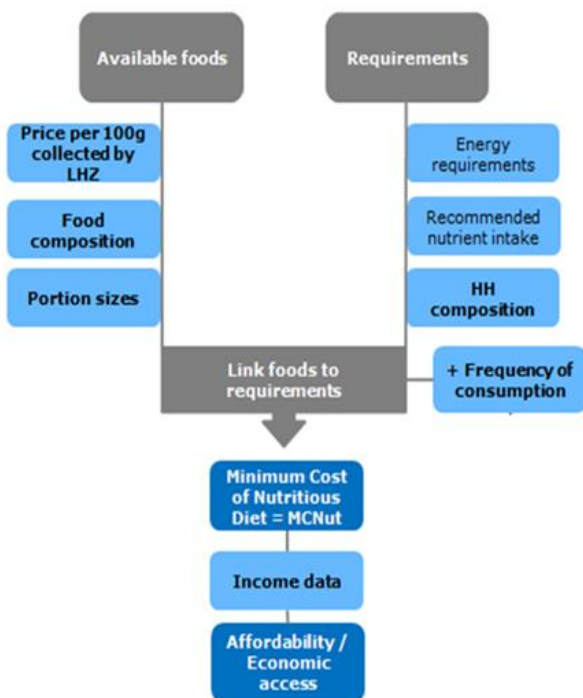 Available foods
Requirements
Price per 100g
collected by
LHZ
Food
composition
Portion sizes
Energy
requirements
Recommended
nutrient intake
HH
composition
Link foods to
requirements
+ Frequency of
consumption
Minimum Cost
of Nutritious
Diet = MCNut
Income data
Affordability /
Economic
access